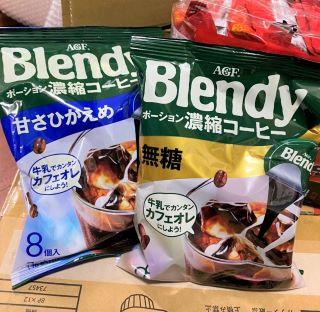 AGF
Blendy
ポーション 濃縮コーヒー
甘さひかえめ
牛乳でカンタン
カフェオレ
にしよう!
8個入
AGF
Blendy
ポーション 濃縮コーヒー
無糖
牛乳でカンタン
カフェオレ
にしよう!
Blendy
8P×12
73457